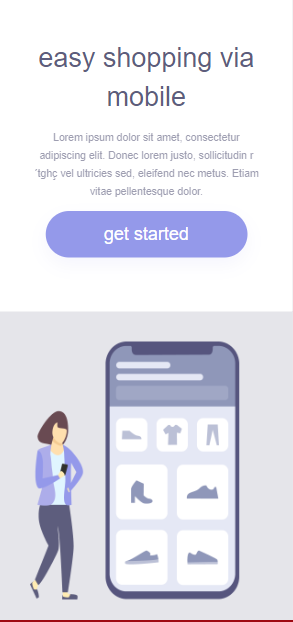 easy shopping via
mobile
Lorem ipsum dolor sit amet, consectetur
adipiscing elit. Donec lorem justo, sollicitudin r
'tghç vel ultricies sed, eleifend nec metus. Etiam
vitae pellentesque dolor.
get started